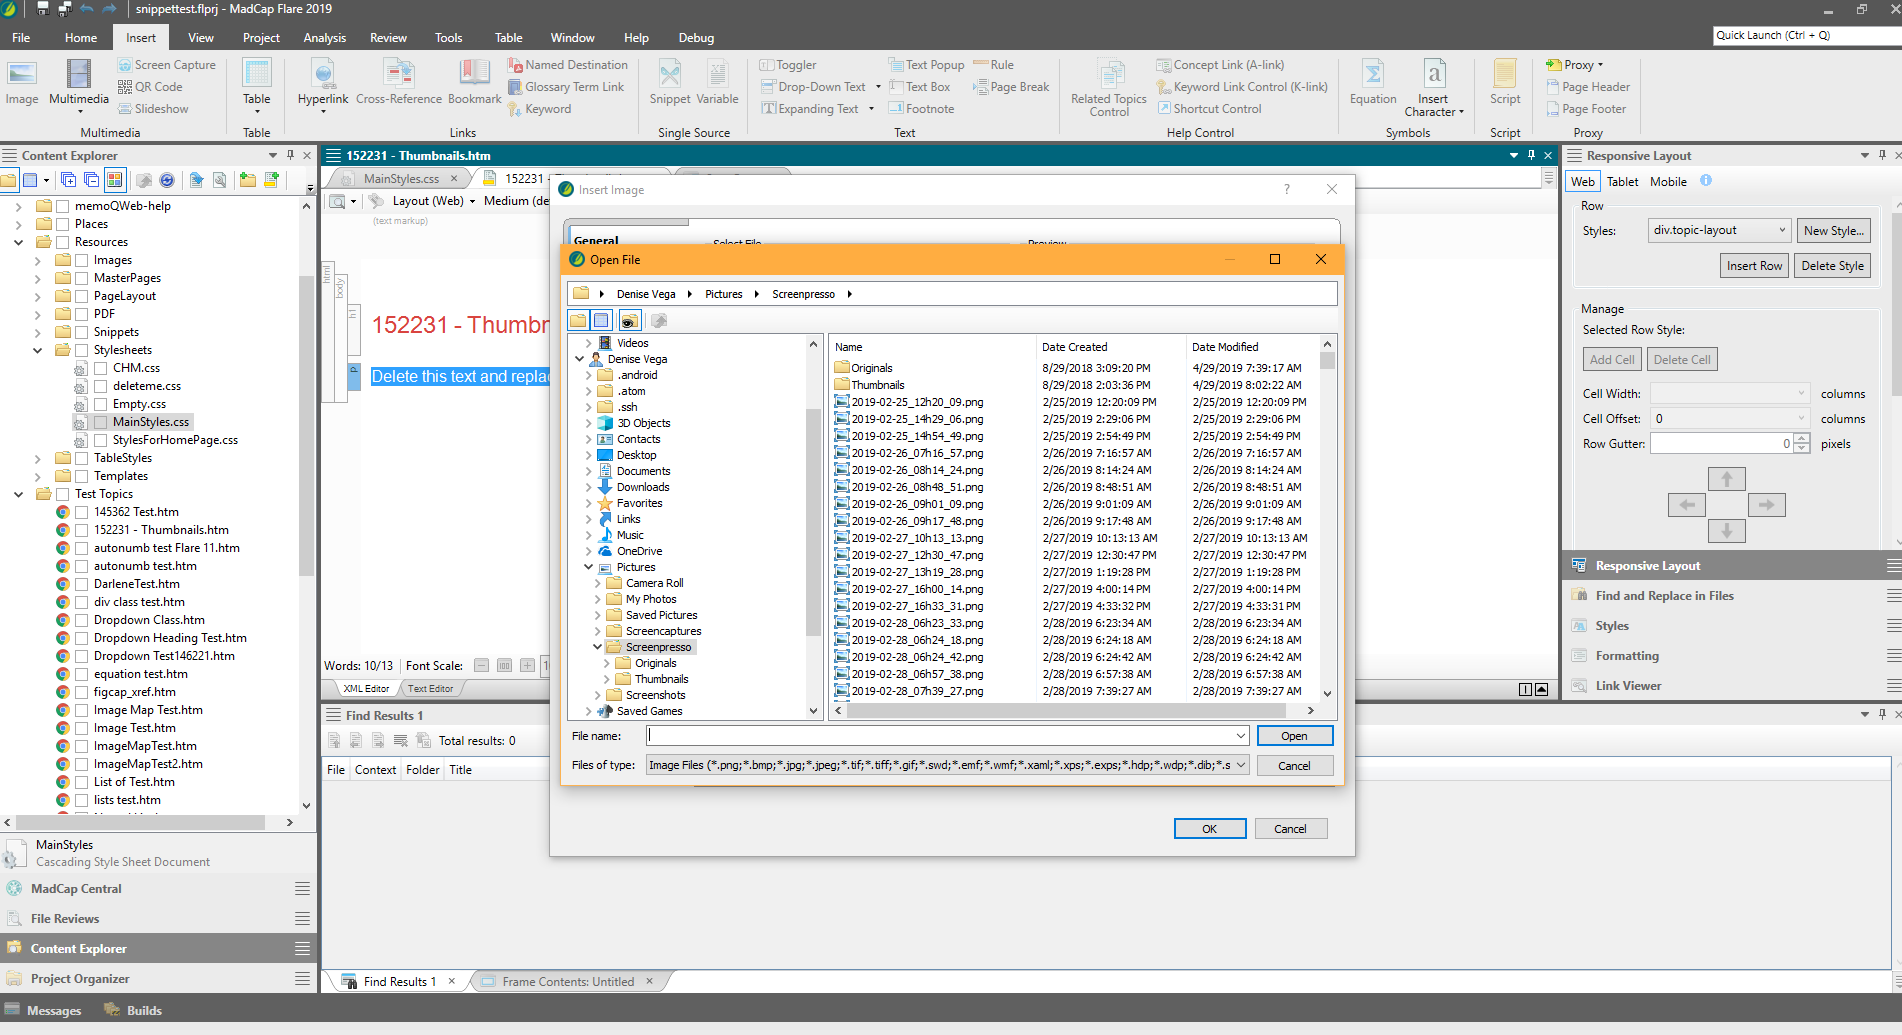 snippettest.flprj - MadCap Flare 2019
File Home Insert View Project Analysis Review Tools Table Window Help Debug
Quick Launch (Ctrl + Q)
Image
Multimedia
Screen Capture
QR Code
Slideshow
Multimedia
Table
Table
Hyperlink
Cross-Reference
Bookmark
Named Destination
Glossary Term Link
Keyword
Links
Snippet
Variable
Single Source
Toggler
Drop-Down Text
Expanding Text
Text Popup
Text Box
Footnote
Rule
Page Break
Text
Related Topics
Control
Concept Link (A-link)
Keyword Link Control (K-link)
Shortcut Control
Help Control
Equation
Insert
Character
Symbols
Script
Script
Proxy
Page Header
Page Footer
Proxy
Content Explorer
memoQWeb-help
Places
Resources
Images
MasterPages
PageLayout
PDF
Snippets
Stylesheets
CHM.css
deleteme.css
Empty.css
MainStyles.css
StylesForHomePage.css
TableStyles
Templates
Test Topics
145362 Test.htm
152231 - Thumbnails.htm
autonumb test Flare 11.htm
autonumb test.htm
DarleneTest.htm
div class test.htm
Dropdown Class.htm
Dropdown Heading Test.htm
Dropdown Test146221.htm
equation test.htm
figcap_xref.htm
Image Map Test.htm
Image Test.htm
ImageMapTest.htm
ImageMapTest2.htm
List of Test.htm
lists test.htm
MainStyles
Cascading Style Sheet Document
MadCap Central
File Reviews
Content Explorer
Project Organizer
Messages Builds
152231 - Thumbnails.htm
MainStyles.css
152231 - T
Layout (Web)
Medium (de
(text markup)
html
body
h1
p
152231 - Thumbn
Delete this text and replac
Words: 10/13 Font Scale:
XML Editor Text Editor
Insert Image
General
Select File
Preview
OK
Cancel
Open File
Denise Vega Pictures Screenpresso
Videos
Denise Vega
.android
.atom
.ssh
3D Objects
Contacts
Desktop
Documents
Downloads
Favorites
Links
Music
OneDrive
Pictures
Camera Roll
My Photos
Saved Pictures
Screencaptures
Screenpresso
Originals
Thumbnails
Screenshots
Saved Games
Name Date Created Date Modified
Originals 8/29/2018 3:09:20 PM 4/29/2019 7:39:17 AM
Thumbnails 8/29/2018 2:03:36 PM 4/29/2019 8:02:22 AM
2019-02-25_12h20_09.png 2/25/2019 12:20:09 PM 2/25/2019 12:20:09 PM
2019-02-25_14h29_06.png 2/25/2019 2:29:06 PM 2/25/2019 2:29:06 PM
2019-02-25_14h54_49.png 2/25/2019 2:54:49 PM 2/25/2019 2:54:49 PM
2019-02-26_07h16_57.png 2/26/2019 7:16:57 AM 2/26/2019 7:16:57 AM
2019-02-26_08h14_24.png 2/26/2019 8:14:24 AM 2/26/2019 8:14:24 AM
2019-02-26_08h48_51.png 2/26/2019 8:48:51 AM 2/26/2019 8:48:51 AM
2019-02-26_09h01_09.png 2/26/2019 9:01:09 AM 2/26/2019 9:01:09 AM
2019-02-26_09h17_48.png 2/26/2019 9:17:48 AM 2/26/2019 9:17:48 AM
2019-02-27_10h13_13.png 2/27/2019 10:13:13 AM 2/27/2019 10:13:13 AM
2019-02-27_12h30_47.png 2/27/2019 12:30:47 PM 2/27/2019 12:30:47 PM
2019-02-27_13h19_28.png 2/27/2019 1:19:28 PM 2/27/2019 1:19:28 PM
2019-02-27_16h00_14.png 2/27/2019 4:00:14 PM 2/27/2019 4:00:14 PM
2019-02-27_16h33_31.png 2/27/2019 4:33:32 PM 2/27/2019 4:33:31 PM
2019-02-28_06h23_33.png 2/28/2019 6:23:34 AM 2/28/2019 6:23:34 AM
2019-02-28_06h24_18.png 2/28/2019 6:24:18 AM 2/28/2019 6:24:18 AM
2019-02-28_06h24_42.png 2/28/2019 6:24:42 AM 2/28/2019 6:24:42 AM
2019-02-28_06h57_38.png 2/28/2019 6:57:38 AM 2/28/2019 6:57:38 AM
2019-02-28_07h39_27.png 2/28/2019 7:39:27 AM 2/28/2019 7:39:27 AM
File name:
Open
Files of type: Image Files (*.png;*.bmp;*.jpg;*.jpeg;*.tif;*.tiff;*.gif;*.swd;*.emf;*.wmf;*.xaml;*.xps;*.exps;*.hdp;*.wdp;*.dib;*.s
Cancel
Find Results 1
Total results: 0
File Context Folder Title
Find Results 1
Frame Contents: Untitled
Responsive Layout
Web Tablet Mobile
Row
Styles: div.topic-layout New Style...
Insert Row Delete Style
Manage
Selected Row Style:
Add Cell Delete Cell
Cell Width: columns
Cell Offset: 0 columns
Row Gutter: 0 pixels
Responsive Layout
Find and Replace in Files
Styles
Formatting
Link Viewer